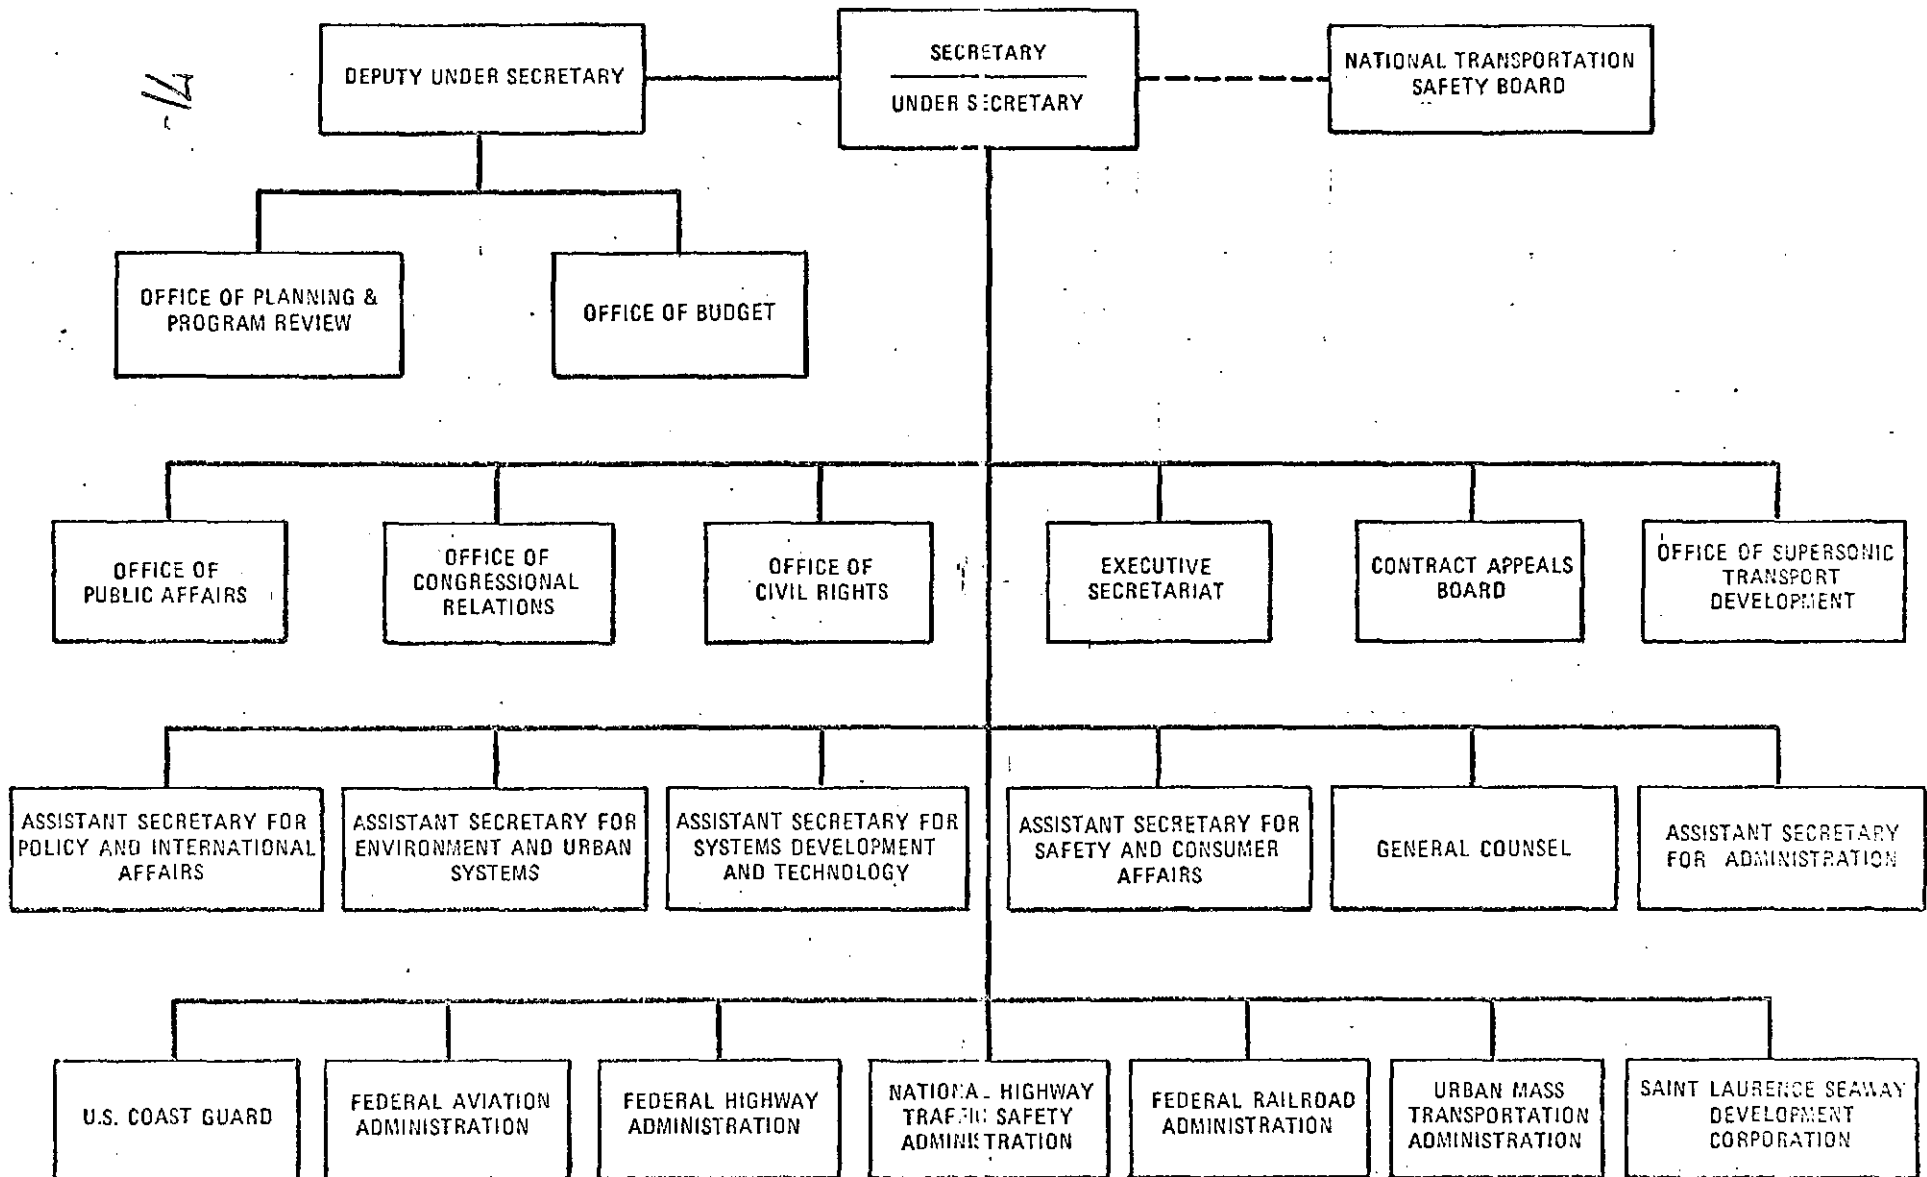 DEPUTY UNDER SECRETARY
SECRETARY
UNDER SECRETARY
NATIONAL TRANSPORTATION
SAFETY BOARD
OFFICE OF PLANNING &
PROGRAM REVIEW
OFFICE OF BUDGET
OFFICE OF
PUBLIC AFFAIRS
OFFICE OF
CONGRESSIONAL
RELATIONS
OFFICE OF
CIVIL RIGHTS
EXECUTIVE
SECRETARIAT
CONTRACT APPEALS
BOARD
OFFICE OF SUPERSONIC
TRANSPORT
DEVELOPMENT
ASSISTANT SECRETARY FOR
POLICY AND INTERNATIONAL
AFFAIRS
ASSISTANT SECRETARY FOR
ENVIRONMENT AND URBAN
SYSTEMS
ASSISTANT SECRETARY FOR
SYSTEMS DEVELOPMENT
AND TECHNOLOGY
ASSISTANT SECRETARY FOR
SAFETY AND CONSUMER
AFFAIRS
GENERAL COUNSEL
ASSISTANT SECRETARY
FOR ADMINISTRATION
U.S. COAST GUARD
FEDERAL AVIATION
ADMINISTRATION
FEDERAL HIGHWAY
ADMINISTRATION
NATIONAL HIGHWAY
TRAFFIC SAFETY
ADMINISTRATION
FEDERAL RAILROAD
ADMINISTRATION
URBAN MASS
TRANSPORTATION
ADMINISTRATION
SAINT LAURENCE SEAWAY
DEVELOPMENT
CORPORATION